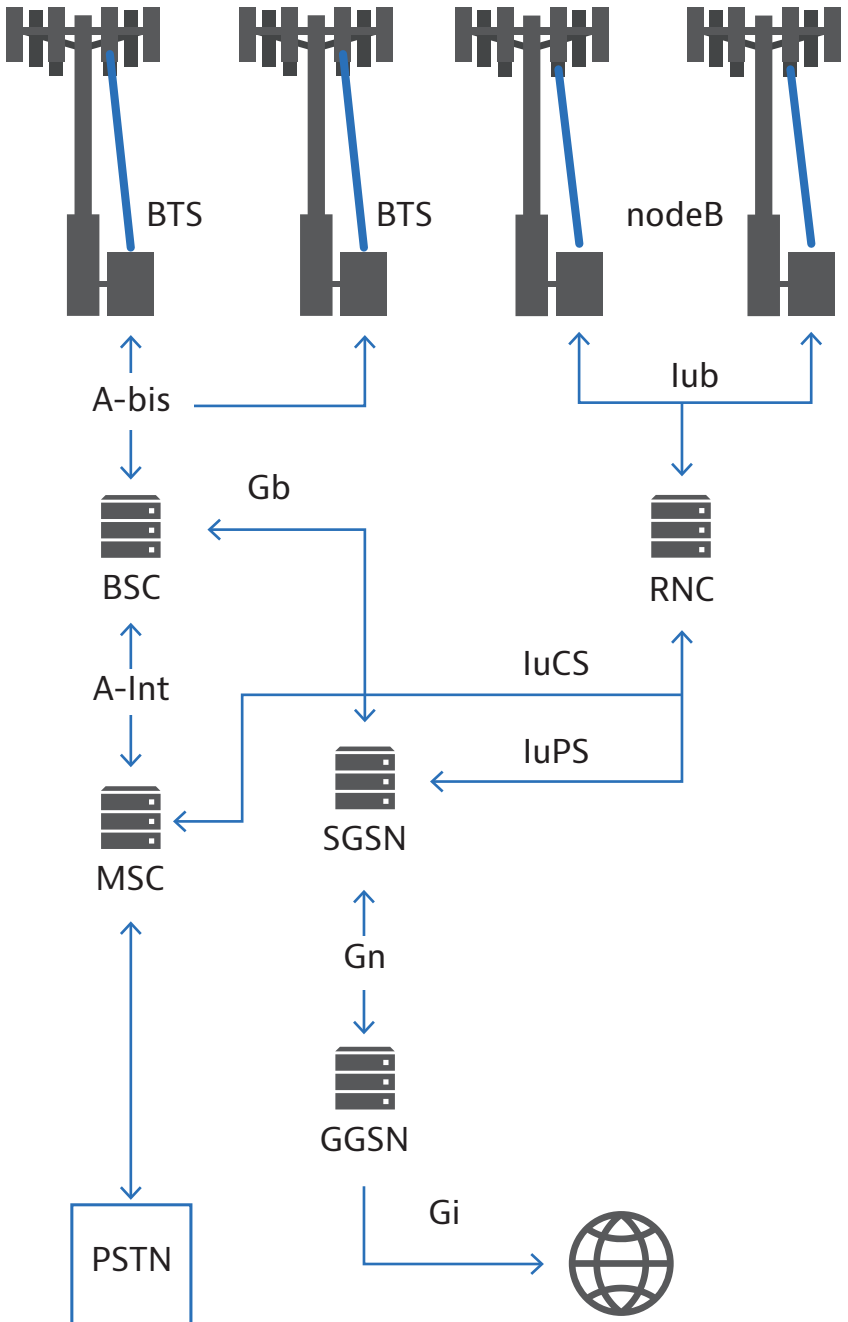 BTS
BTS
nodeB
A-bis
Iub
Gb
BSC
RNC
IuCS
A-Int
IuPS
SGSN
MSC
Gn
GGSN
Gi
PSTN